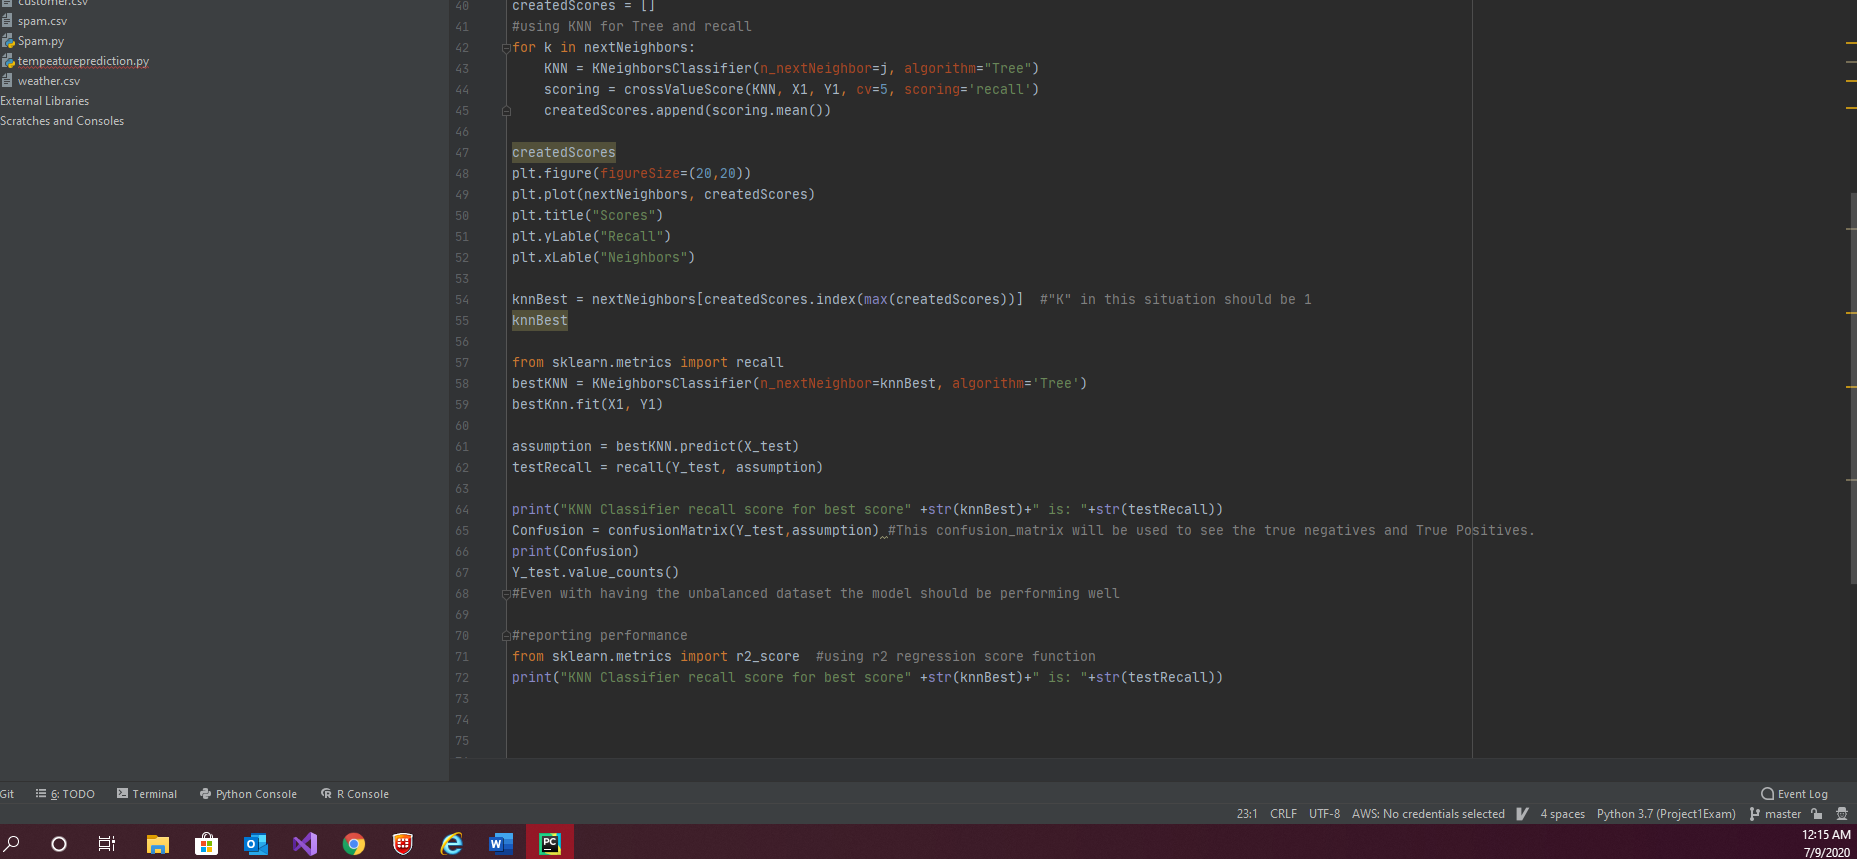 customer.csv
spam.csv
Spam.py
tempeatureprediction.py
weather.csv
External Libraries
Scratches and Consoles
40 createdScores = []
41 #using KNN for Tree and recall
42 for k in nextNeighbors:
43 KNN = KNeighborsClassifier(n_nextNeighbor=j, algorithm="Tree")
44 scoring = crossValueScore(KNN, X1, Y1, cv=5, scoring='recall')
45 createdScores.append(scoring.mean())
46
47 createdScores
48 plt.figure(figureSize=(20,20))
49 plt.plot(nextNeighbors, createdScores)
50 plt.title("Scores")
51 plt.yLable("Recall")
52 plt.xLable("Neighbors")
53
54 knnBest = nextNeighbors[createdScores.index(max(createdScores))] #"K" in this situation should be 1
55 knnBest
56
57 from sklearn.metrics import recall
58 bestKNN = KNeighborsClassifier(n_nextNeighbor=knnBest, algorithm='Tree')
59 bestKnn.fit(X1, Y1)
60
61 assumption = bestKNN.predict(X_test)
62 testRecall = recall(Y_test, assumption)
63
64 print("KNN Classifier recall score for best score" +str(knnBest)+" is: "+str(testRecall))
65 Confusion = confusionMatrix(Y_test,assumption) #This confusion_matrix will be used to see the true negatives and True Positives.
66 print(Confusion)
67 Y_test.value_counts()
68 #Even with having the unbalanced dataset the model should be performing well
69
70 #reporting performance
71 from sklearn.metrics import r2_score #using r2 regression score function
72 print("KNN Classifier recall score for best score" +str(knnBest)+" is: "+str(testRecall))
73
74
75
Git 6: TODO Terminal Python Console R Console Event Log
23:1 CRLF UTF-8 AWS: No credentials selected 4 spaces Python 3.7 (Project1Exam) master
PC
12:15 AM
7/9/2020